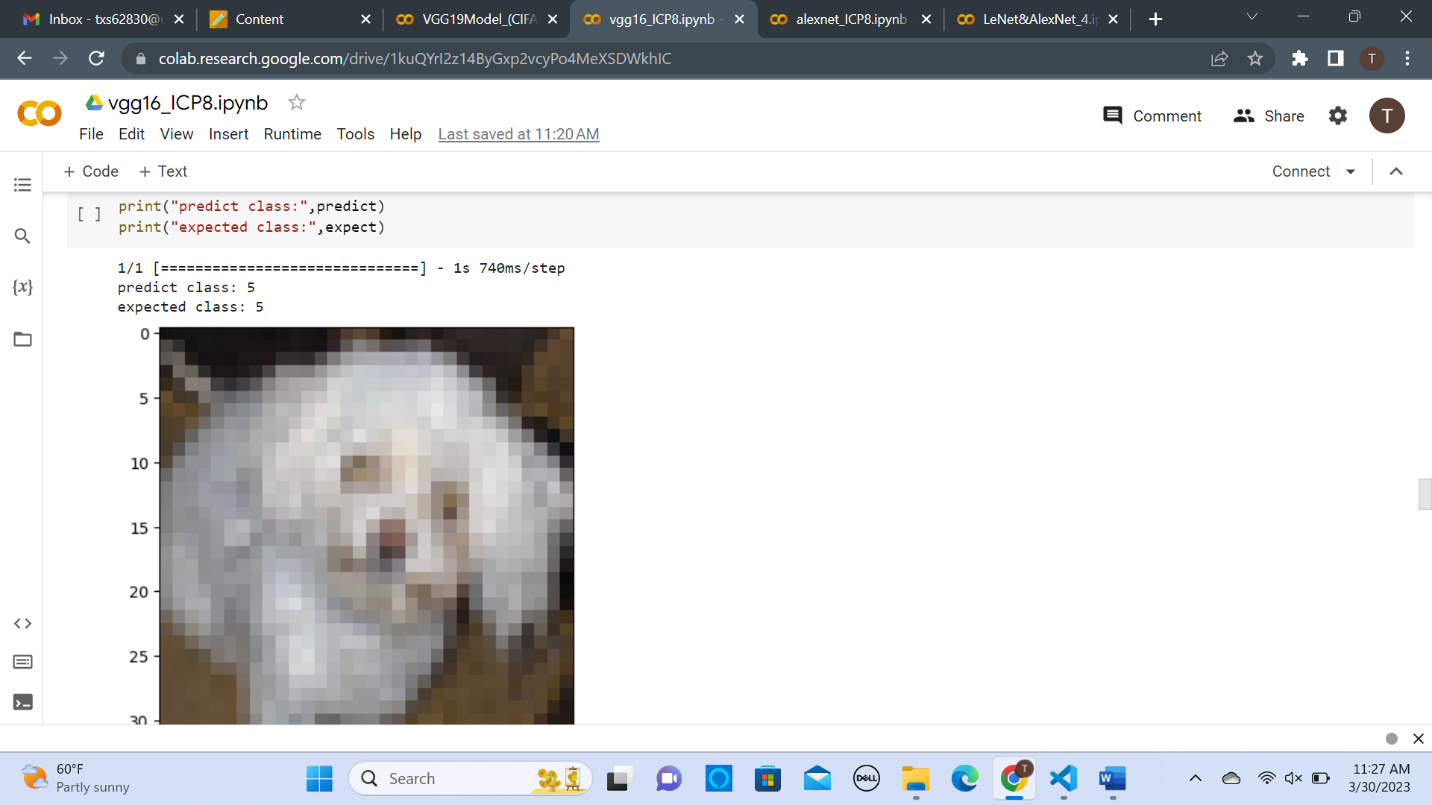 Inbox - txs62830@
Content
VGG19Model_(CIFA
vgg16_ICP8.ipynb -
alexnet_ICP8.ipynb
LeNet&AlexNet_4.i
colab.research.google.com/drive/1kuQYrI2z14ByGxp2vcyPo4MeXSDWkhIC
T
vgg16_ICP8.ipynb
File Edit View Insert Runtime Tools Help Last saved at 11:20 AM
Comment Share T
+ Code + Text Connect
{x}
[ ] print("predict class:",predict)
print("expected class:",expect)
1/1 [==============================] - 1s 740ms/step
predict class: 5
expected class: 5
0
5
10
15
20
25
30
60°F
Partly sunny
Search
DELL
T
W
11:27 AM
3/30/2023